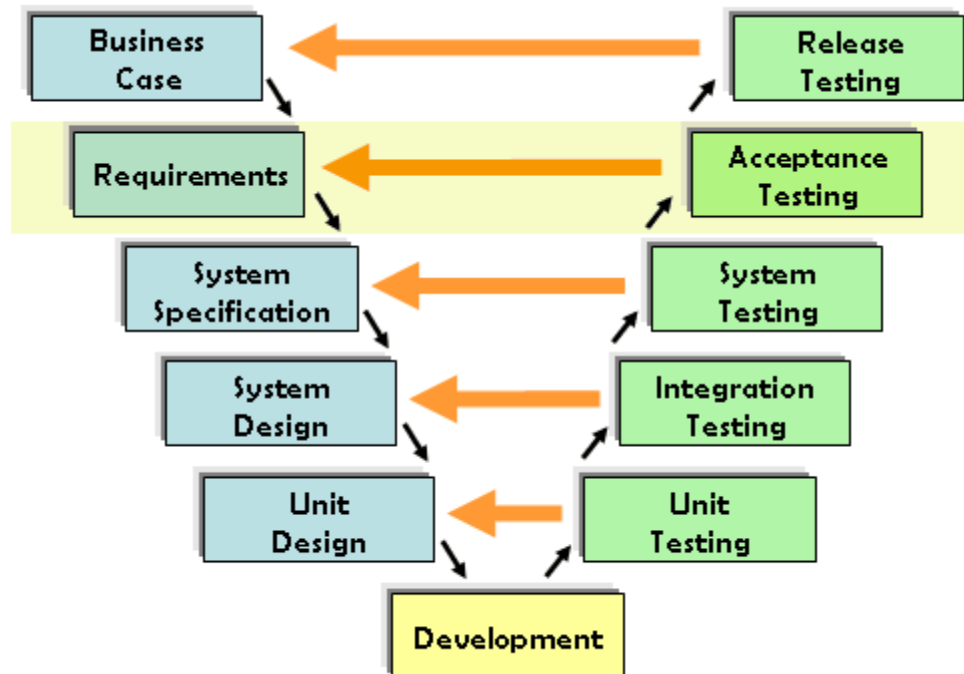 Business
Case
Release
Testing
Requirements
Acceptance
Testing
System
Specification
System
Testing
System
Design
Integration
Testing
Unit
Design
Unit
Testing
Development